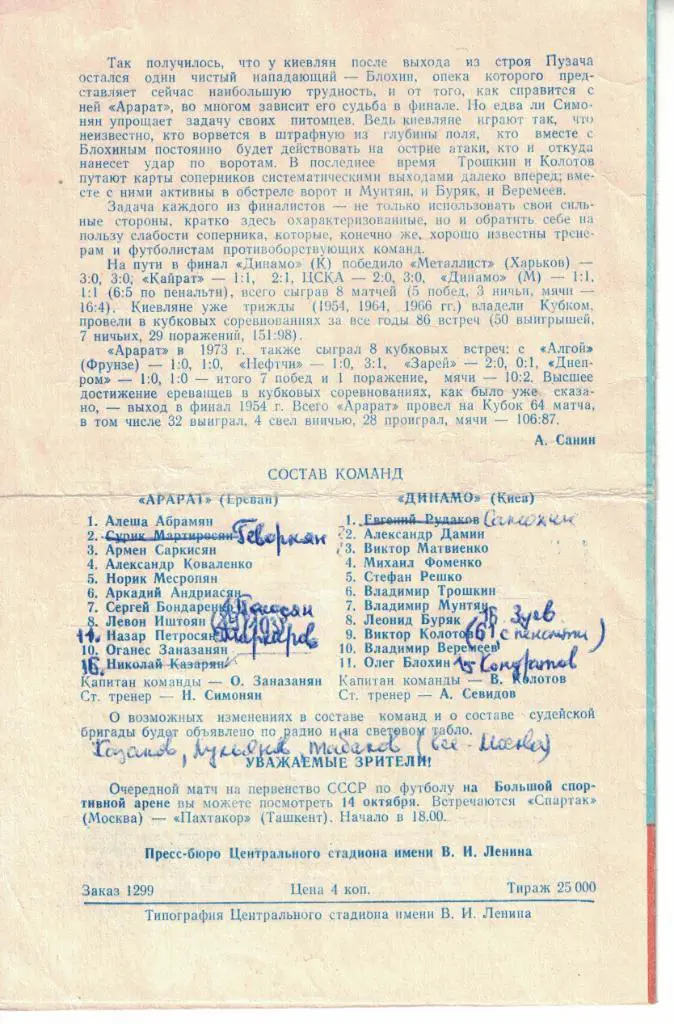 Так получилось, что у киевлян после выхода из строя Пузача
остался один чистый нападающий — Блохин, опека которого пред-
ставляет сейчас наибольшую трудность, и от того, как справится с
ней «Арарат», во многом зависит его судьба в финале. Но едва ли Симо-
нян упрощает задачу своих питомцев. Ведь киевляне играют так, что
неизвестно, кто ворвется в штрафную из глубины поля, кто вместе с
Блохиным постоянно будет действовать на острие атаки, кто и откуда
нанесет удар по воротам. В последнее время Трошкин и Колотов
путают карты соперников систематическими выходами далеко вперед; вме-
сте с ними активны в обстреле ворот и Мунтян, и Буряк, и Веремеев.
Задача каждого из финалистов — не только использовать свои силь-
ные стороны, кратко здесь охарактеризованные, но и обратить себе на
пользу слабости соперника, которые, конечно же, хорошо известны трене-
рам и футболистам противоборствующих команд.
На пути в финал «Динамо» (К) победило «Металлист» (Харьков) —
3:0, 3:0, «Кайрат» — 1:1, 2:1, ЦСКА — 2:0, 3:0, «Динамо» (М) — 1:1,
1:1 (6:5 по пенальти), всего сыграв 8 матчей (5 побед, 3 ничьи, мячи —
16:4). Киевляне уже трижды (1954, 1964, 1966 гг.) владели Кубком,
провели в кубковых соревнованиях за все годы 86 встреч (50 выигрышей,
7 ничьих, 29 поражений, 151:98).
«Арарат» в 1973 г. также сыграл 8 кубковых встреч: с «Алгой»
(Фрунзе) — 1:0, 1:0, «Нефтчи» — 1:0, 3:1, «Зарей» — 2:0, 0:1, «Днеп-
ром» — 1:0, 1:0 — итого 7 побед и 1 поражение, мячи — 10:2. Высшее
достижение ереванцев в кубковых соревнованиях, как было уже сказа-
но, — выход в финал 1954 г. Всего «Арарат» провел на Кубок 64 матча,
в том числе 32 выиграл, 4 свел вничью, 28 проиграл, мячи — 106:87.
А. Санин
СОСТАВ КОМАНД
«АРАРАТ» (Ереван) «ДИНАМО» (Киев)
1. Алеша Абрамян 1. Евгений Рудаков
2. Сурик Мартиросян Геворкян 2. Александр Дамин
3. Армен Саркисян 3. Виктор Матвиенко
4. Александр Коваленко 4. Михаил Фоменко
5. Норик Месропян 5. Стефан Решко
6. Аркадий Андриасян 6. Владимир Трошкин
7. Сергей Бондаренко Погосян 7. Владимир Мунтян
8. Левон Иштоян 8. Леонид Буряк 16 Зуев
11. Назар Петросян Маркаров 9. Виктор Колотов (61 с пенальти)
10. Оганес Заназанян 10. Владимир Веремеев
16. Николай Казарян 11. Олег Блохин 15 Кондратов
Капитан команды — О. Заназанян Капитан команды — В. Колотов
Ст. тренер — Н. Симонян Ст. тренер — А. Севидов
О возможных изменениях в составе команд и о составе судейской
бригады будет объявлено по радио и на световом табло.
Казаков, Лукьянов, Табаков (все - Москва)
УВАЖАЕМЫЕ ЗРИТЕЛИ!
Очередной матч на первенство СССР по футболу на Большой спор-
тивной арене вы можете посмотреть 14 октября. Встречаются «Спартак»
(Москва) — «Пахтакор» (Ташкент). Начало в 18.00.
Пресс-бюро Центрального стадиона имени В. И. Ленина
Заказ 1299 Цена 4 коп. Тираж 25 000
Типография Центрального стадиона имени В. И. Ленина